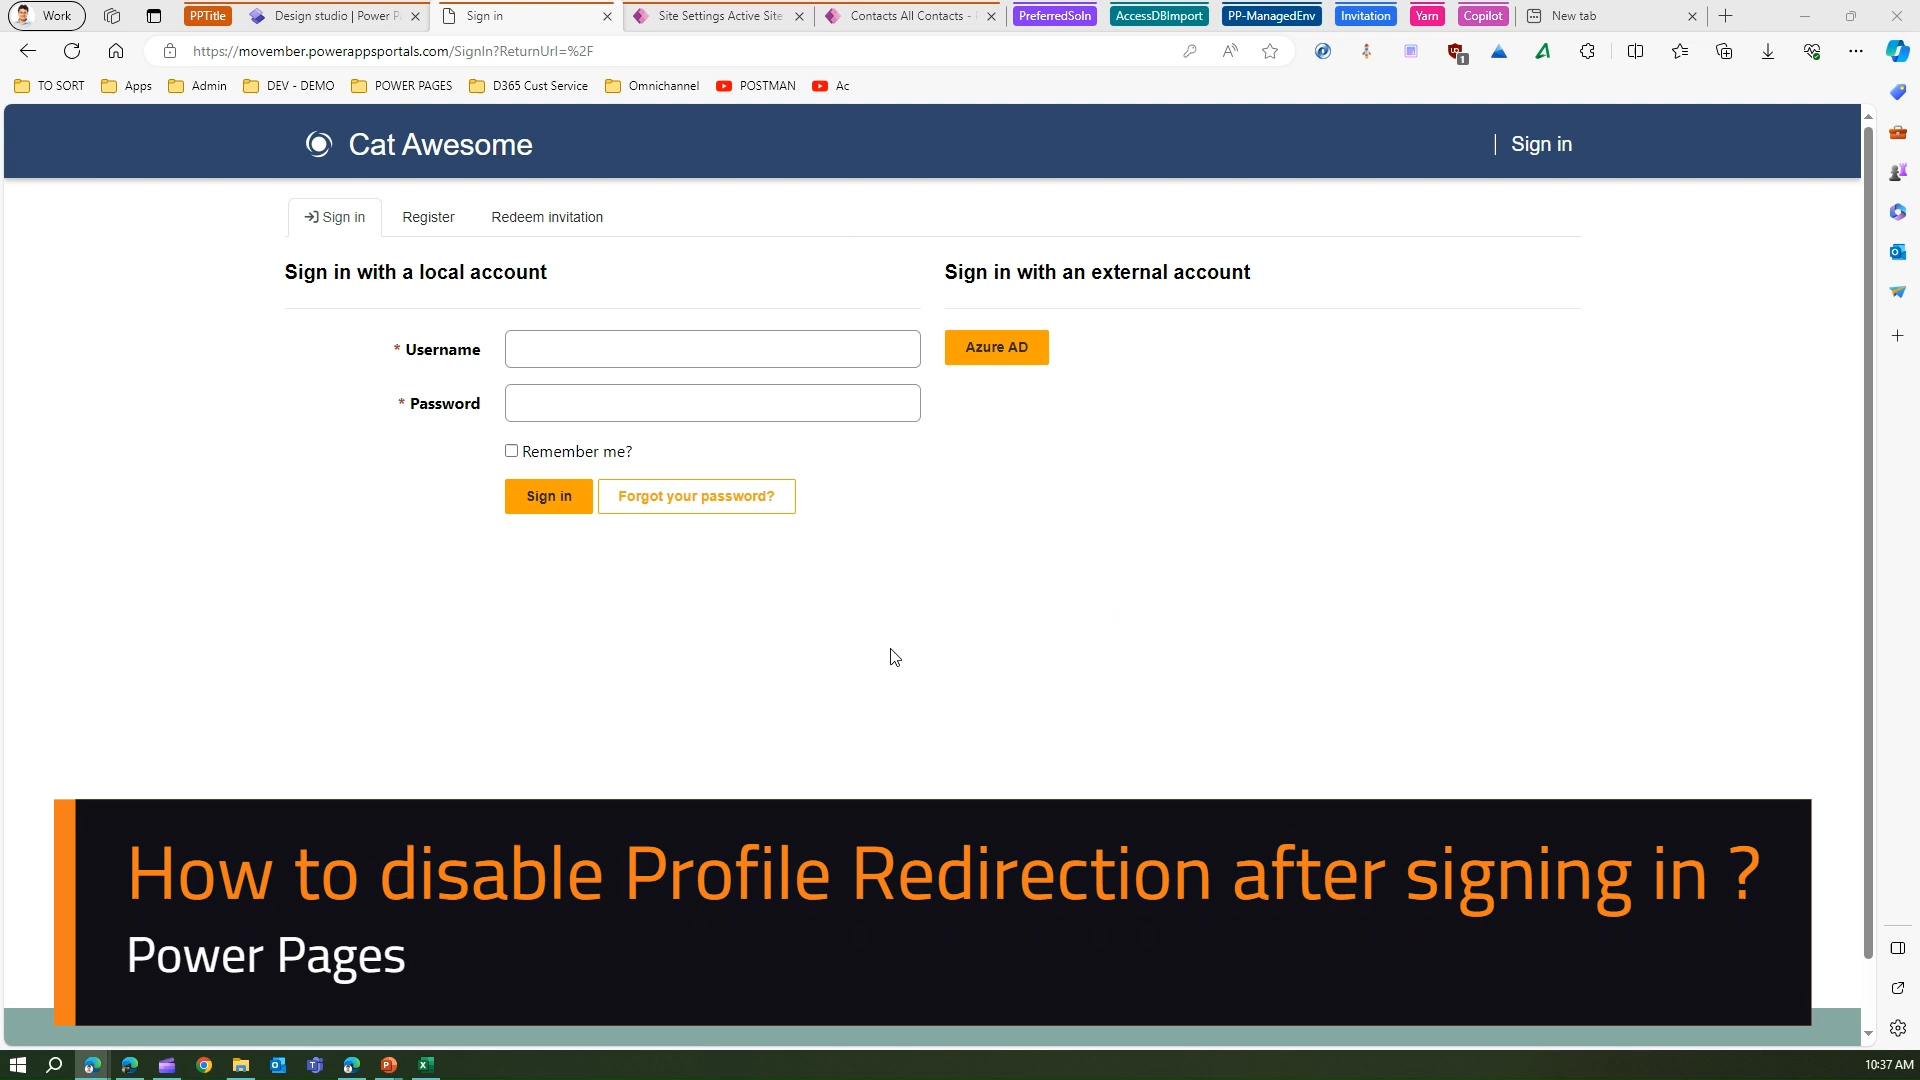 Work
PPTitle
Design studio | Power P
Sign in
Site Settings Active Site
Contacts All Contacts -
PreferredSoln
AccessDBImport
PP-ManagedEnv
Invitation
Yarn
Copilot
New tab
https://movember.powerappsportals.com/SignIn?ReturnUrl=%2F
1
TO SORT
Apps
Admin
DEV - DEMO
POWER PAGES
D365 Cust Service
Omnichannel
POSTMAN
Ac
Cat Awesome
Sign in
Sign in
Register
Redeem invitation
Sign in with a local account
Sign in with an external account
* Username
Azure AD
* Password
Remember me?
Sign in
Forgot your password?
How to disable Profile Redirection after signing in ?
Power Pages
10:37 AM